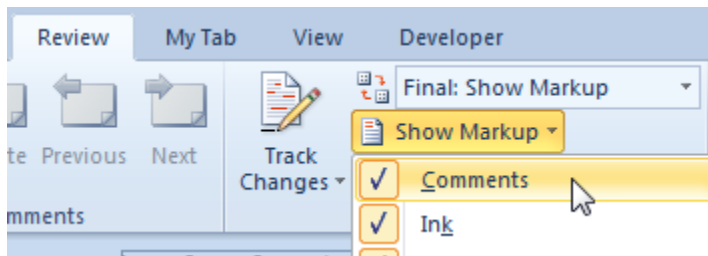 Review My Tab View Developer
Final: Show Markup
Show Markup
Previous Next Track Changes
Comments
Ink